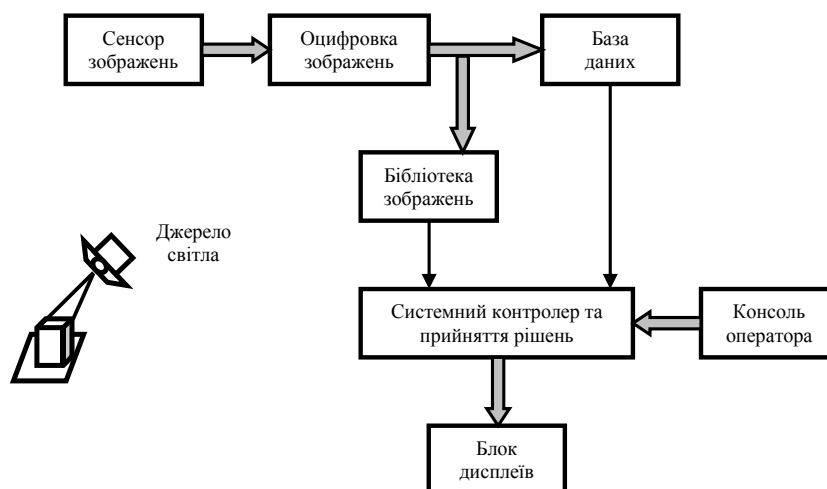 Сенсор
зображень
Оцифровка
зображень
База
даних
Бібліотека
зображень
Джерело
світла
Системний контролер та
прийняття рішень
Консоль
оператора
Блок
дисплеїв